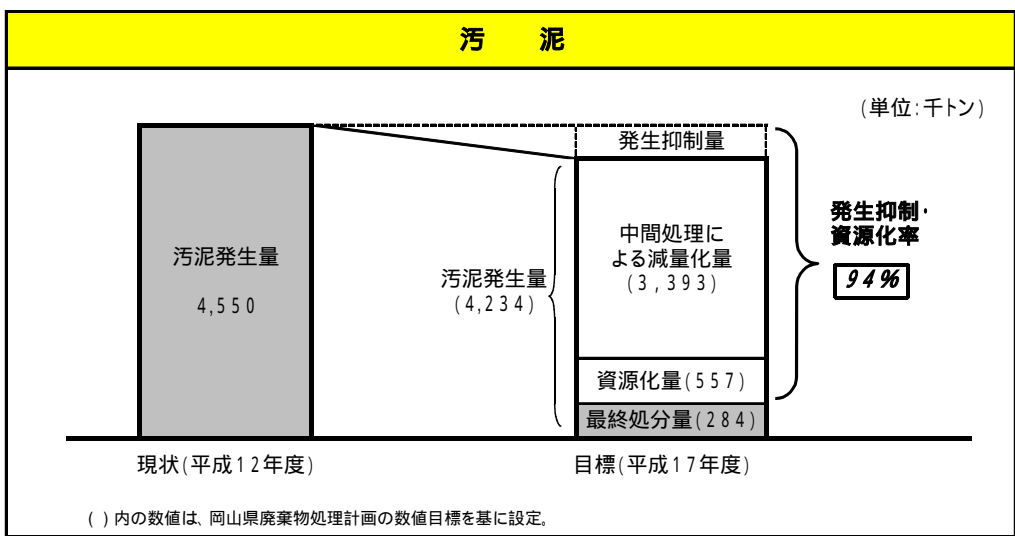 汚 泥
(単位:千トン)
発生抑制量
発生抑制・
資源化率
94%
汚泥発生量
4,550
汚泥発生量
(4,234)
中間処理に
よる減量化量
(3,393)
資源化量(557)
最終処分量(284)
現状(平成12年度)
目標(平成17年度)
( )内の数値は、岡山県廃棄物処理計画の数値目標を基に設定。